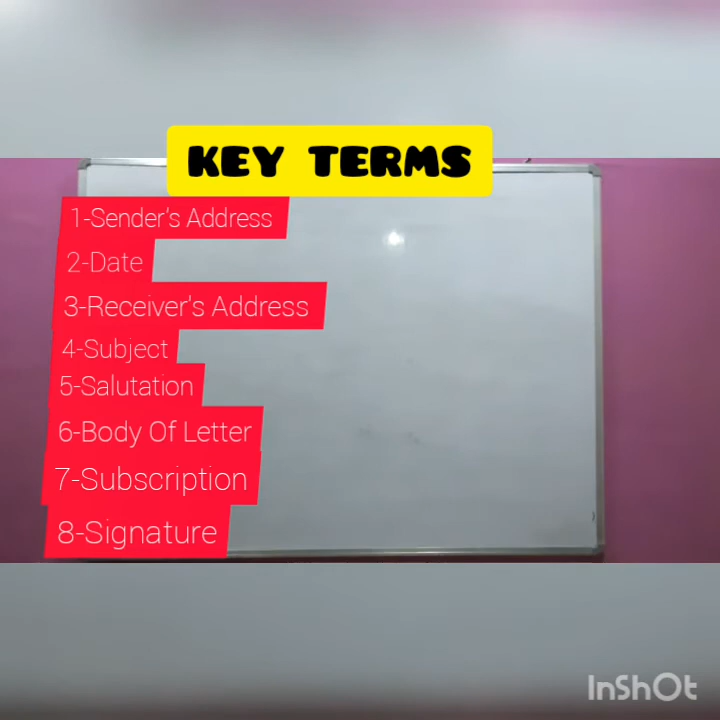 KEY TERMS
1-Sender's Address
2-Date
3-Receiver's Address
4-Subject
5-Salutation
6-Body Of Letter
7-Subscription
8-Signature
InShOt